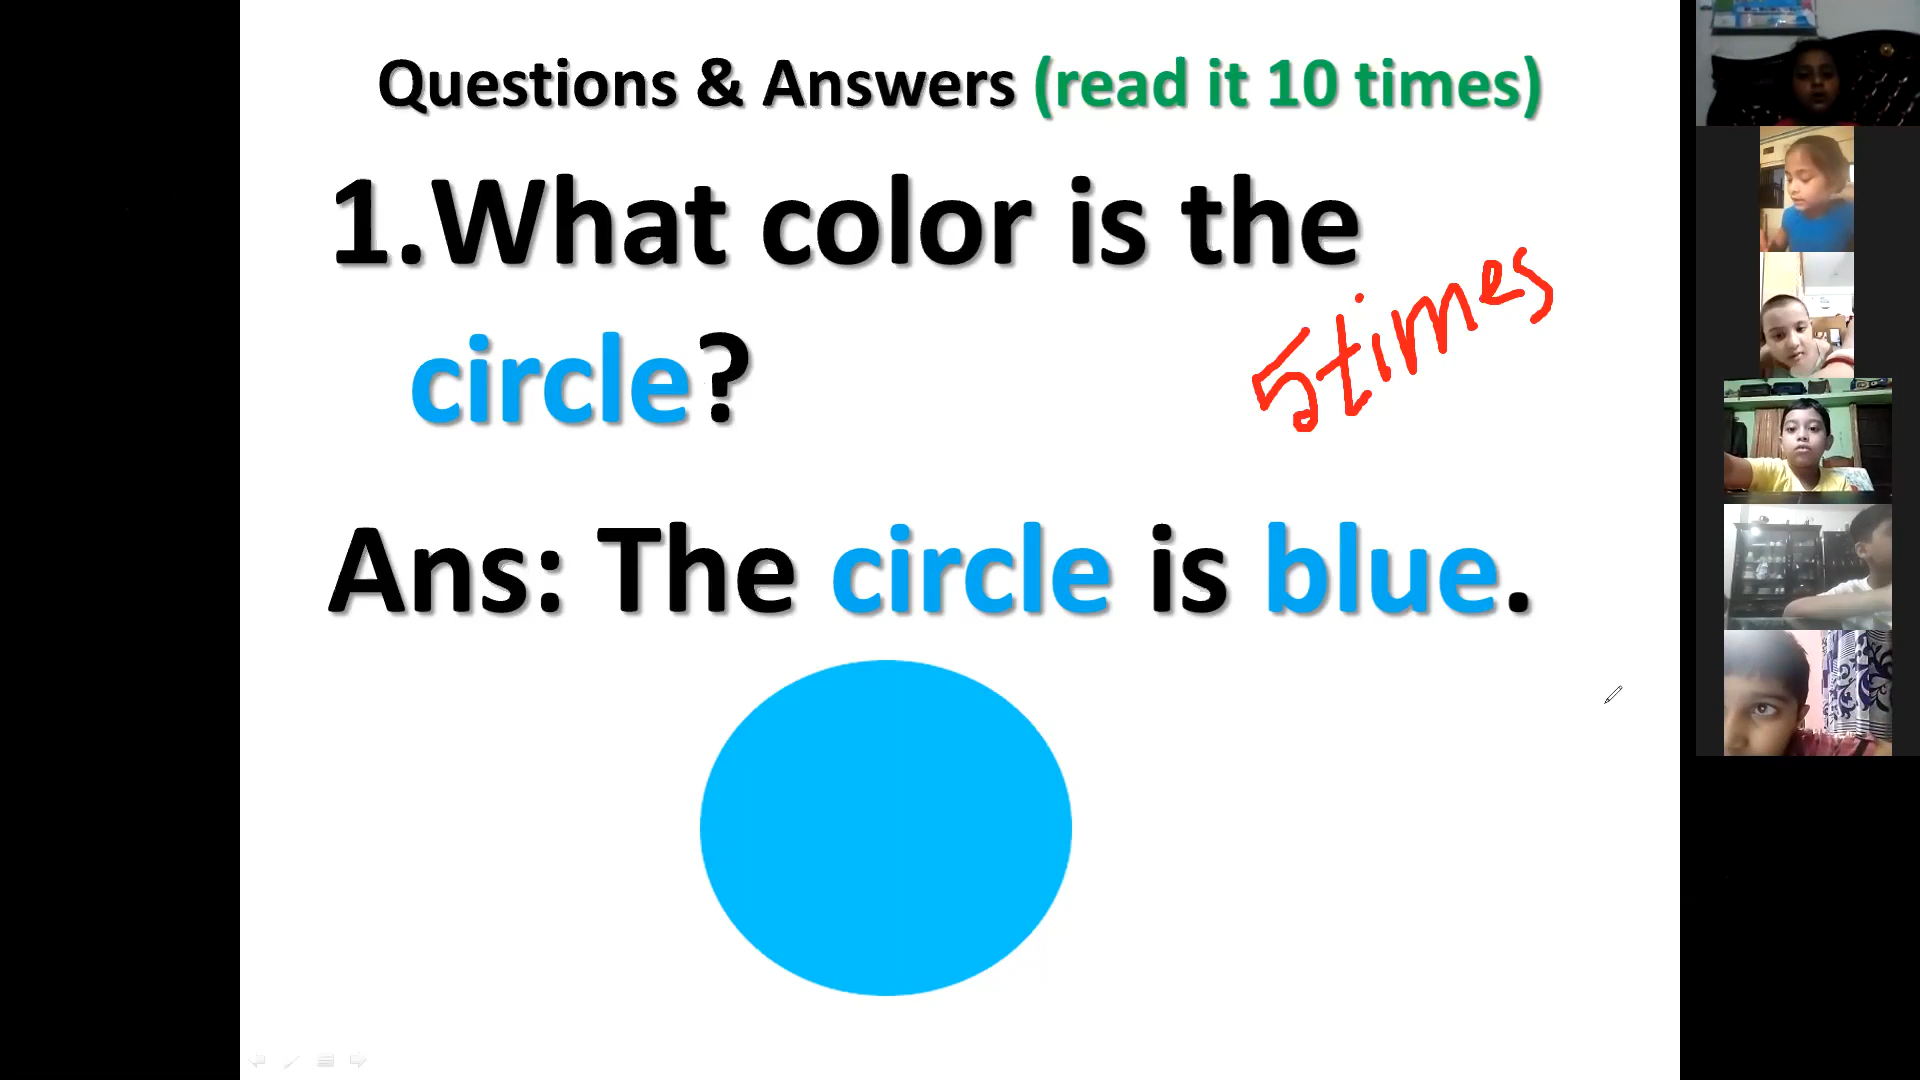 Questions & Answers (read it 10 times)
1.What color is the
circle?
5times
Ans: The circle is blue.